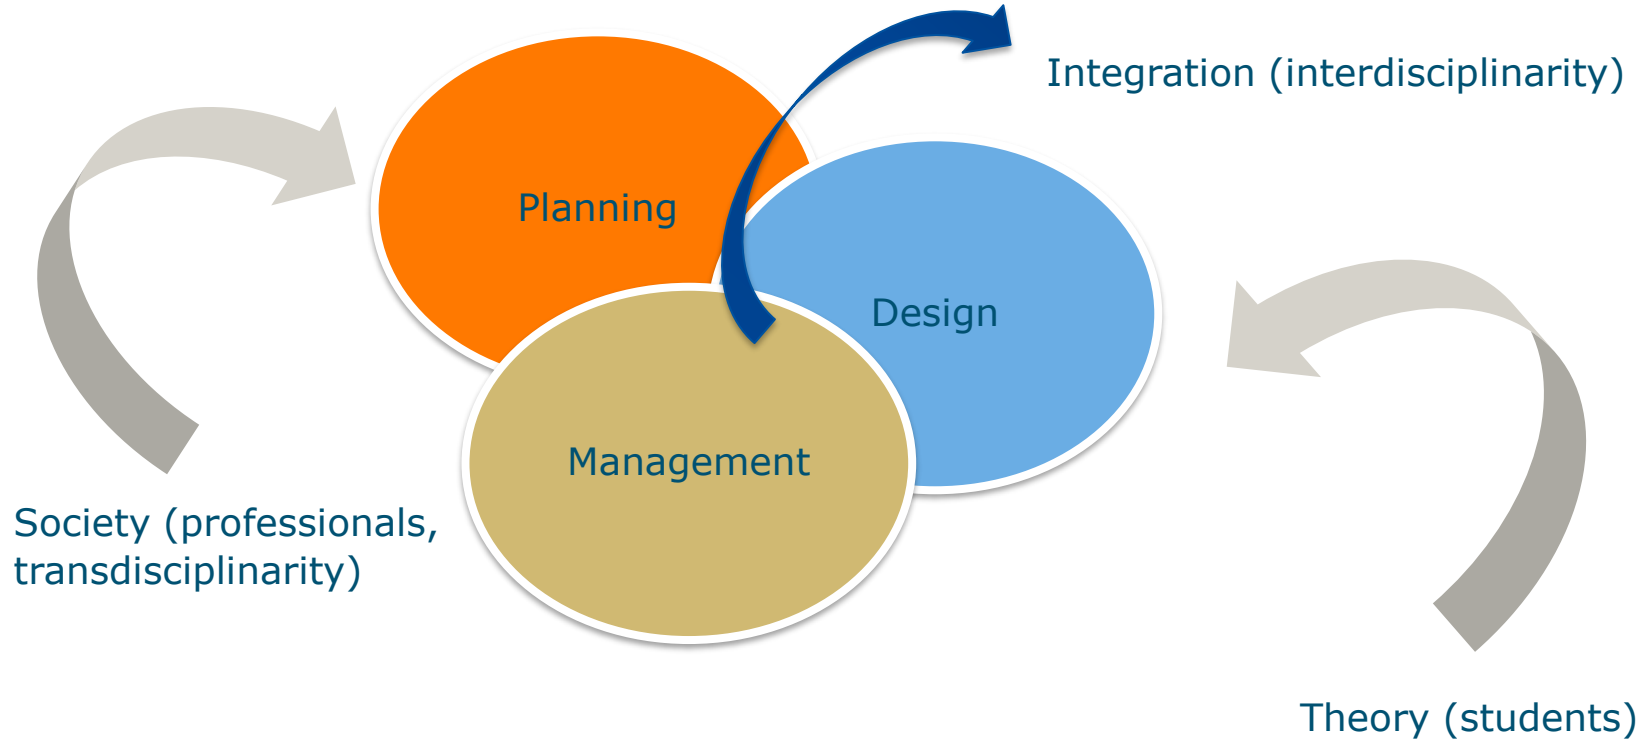 Integration (interdisciplinarity)
Planning
Design
Management
Society (professionals,
transdisciplinarity)
Theory (students)